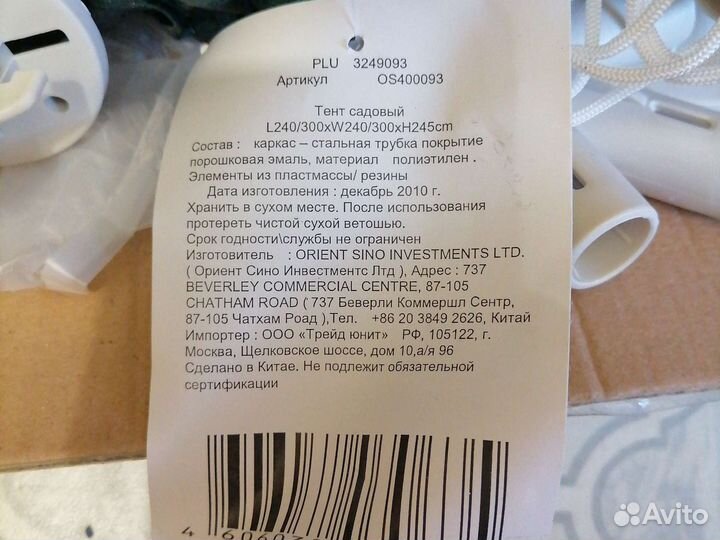 PLU 3249093
Артикул OS400093
Тент садовый
L240/300xW240/300xH245cm
Состав : каркас – стальная трубка покрытие
порошковая эмаль, материал полиэтилен .
Элементы из пластмассы/ резины
Дата изготовления : декабрь 2010 г.
Хранить в сухом месте. После использования
протереть чистой сухой ветошью.
Срок годности\службы не ограничен
Изготовитель : ORIENT SINO INVESTMENTS LTD.
( Ориент Сино Инвестментс Лтд ), Адрес : 737
BEVERLEY COMMERCIAL CENTRE, 87-105
CHATHAM ROAD ( 737 Беверли Коммершл Сентр,
87-105 Чатхам Роад ),Тел. +86 20 3849 2626, Китай
Импортер : ООО «Трейд юнит» РФ, 105122, г.
Москва, Щелковское шоссе, дом 10,а/я 96
Сделано в Китае. Не подлежит обязательной
сертификации
Avito